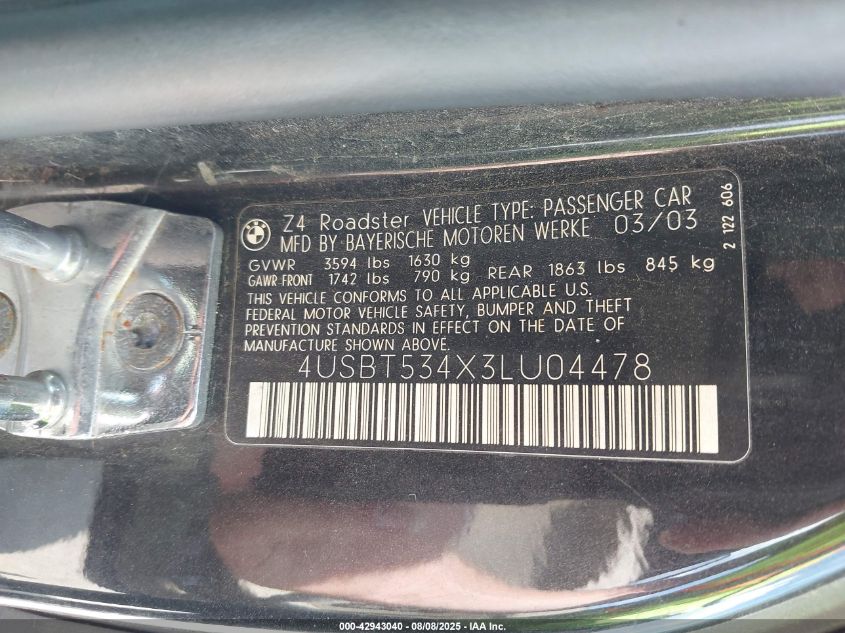 Z4 Roadster VEHICLE TYPE: PASSENGER CAR
MFD BY BAYERISCHE MOTOREN WERKE 03/03
GVWR 3594 lbs 1630 kg
GAWR FRONT 1742 lbs 790 kg REAR 1863 lbs 845 kg
THIS VEHICLE CONFORMS TO ALL APPLICABLE U.S.
FEDERAL MOTOR VEHICLE SAFETY, BUMPER AND THEFT
PREVENTION STANDARDS IN EFFECT ON THE DATE OF
MANUFACTURE SHOWN ABOVE.
4USBT534X3LU04478
2 122 606
000-42943040 - 08/08/2025 - IAA Inc.